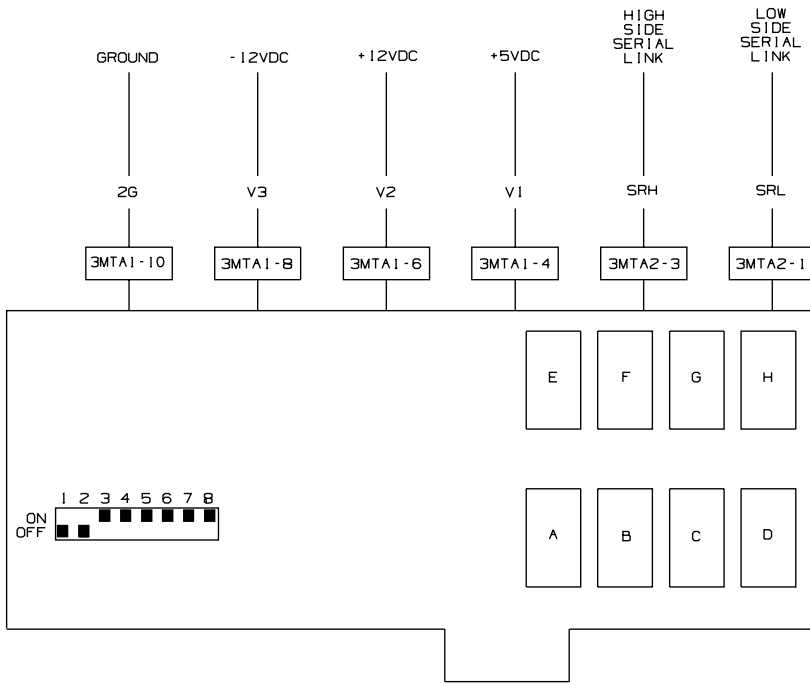 HIGH
SIDE
SERIAL
LINK
LOW
SIDE
SERIAL
LINK
GROUND
-12VDC
+12VDC
+5VDC
2G
V3
V2
V1
SRH
SRL
3MTA1-10
3MTA1-8
3MTA1-6
3MTA1-4
3MTA2-3
3MTA2-1
E
F
G
H
1 2 3 4 5 6 7 8
ON
OFF
A
B
C
D